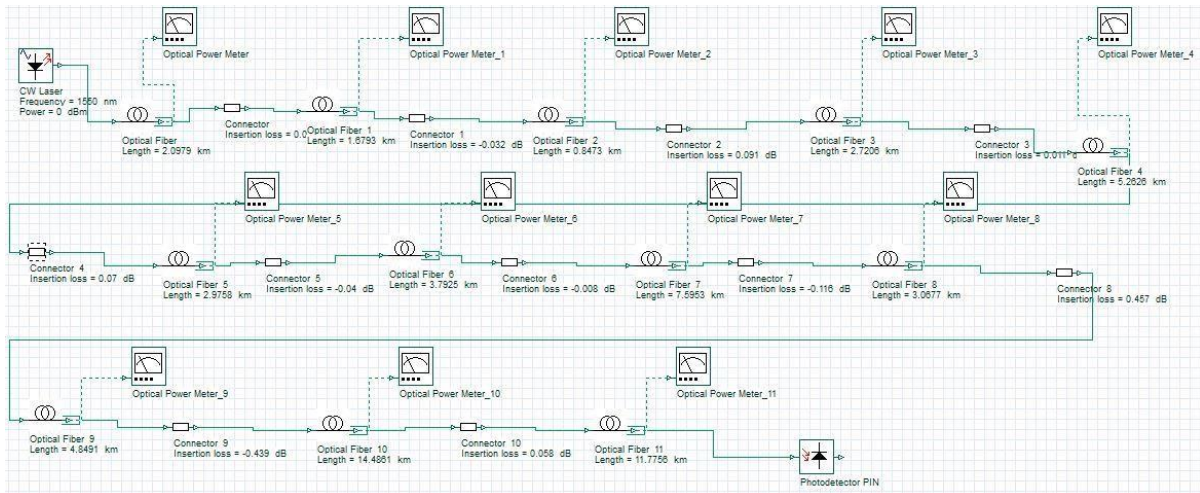 Optical Power Meter
Optical Power Meter_1
Optical Power Meter_2
Optical Power Meter_3
Optical Power Meter_4
CW Laser
Frequency = 1550 nm
Power = 0 dBm
Optical Fiber
Length = 2.0979 km
Connector
Insertion loss = 0.0
Optical Fiber 1
Length = 1.6793 km
Connector 1
Insertion loss = -0.032 dB
Optical Fiber 2
Length = 0.8473 km
Connector 2
Insertion loss = 0.091 dB
Optical Fiber 3
Length = 2.7206 km
Connector 3
Insertion loss = 0.011 d
Optical Fiber 4
Length = 5.2626 km
Optical Power Meter_5
Optical Power Meter_6
Optical Power Meter_7
Optical Power Meter_8
Connector 4
Insertion loss = 0.07 dB
Optical Fiber 5
Length = 2.9758 km
Connector 5
Insertion loss = -0.04 dB
Optical Fiber 6
Length = 3.7925 km
Connector 6
Insertion loss = -0.008 dB
Optical Fiber 7
Length = 7.5953 km
Connector 7
Insertion loss = -0.116 dB
Optical Fiber 8
Length = 3.0677 km
Connector 8
Insertion loss = 0.457 dB
Optical Power Meter_9
Optical Power Meter_10
Optical Power Meter_11
Optical Fiber 9
Length = 4.8491 km
Connector 9
Insertion loss = -0.439 dB
Optical Fiber 10
Length = 14.4861 km
Connector 10
Insertion loss = 0.058 dB
Optical Fiber 11
Length = 11.7756 km
Photodetector PIN